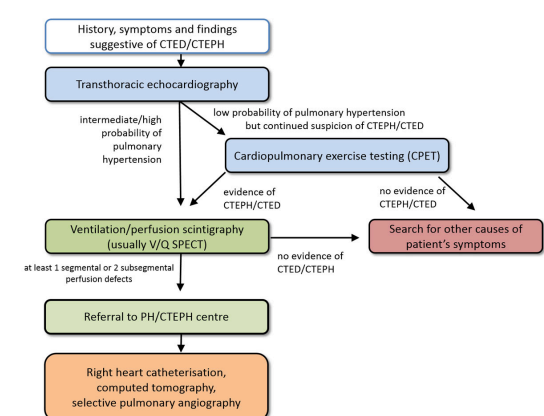 History, symptoms and findings
suggestive of CTED/CTEPH
Transthoracic echocardiography
intermediate/high
probability of
pulmonary
hypertension
low probability of pulmonary hypertension
but continued suspicion of CTEPH/CTED
Cardiopulmonary exercise testing (CPET)
evidence of
CTEPH/CTED
no evidence of
CTEPH/CTED
Ventilation/perfusion scintigraphy
(usually V/Q SPECT)
no evidence of
CTED/CTEPH
Search for other causes of
patient's symptoms
at least 1 segmental or 2 subsegmental
perfusion defects
Referral to PH/CTEPH centre
Right heart catheterisation,
computed tomography,
selective pulmonary angiography